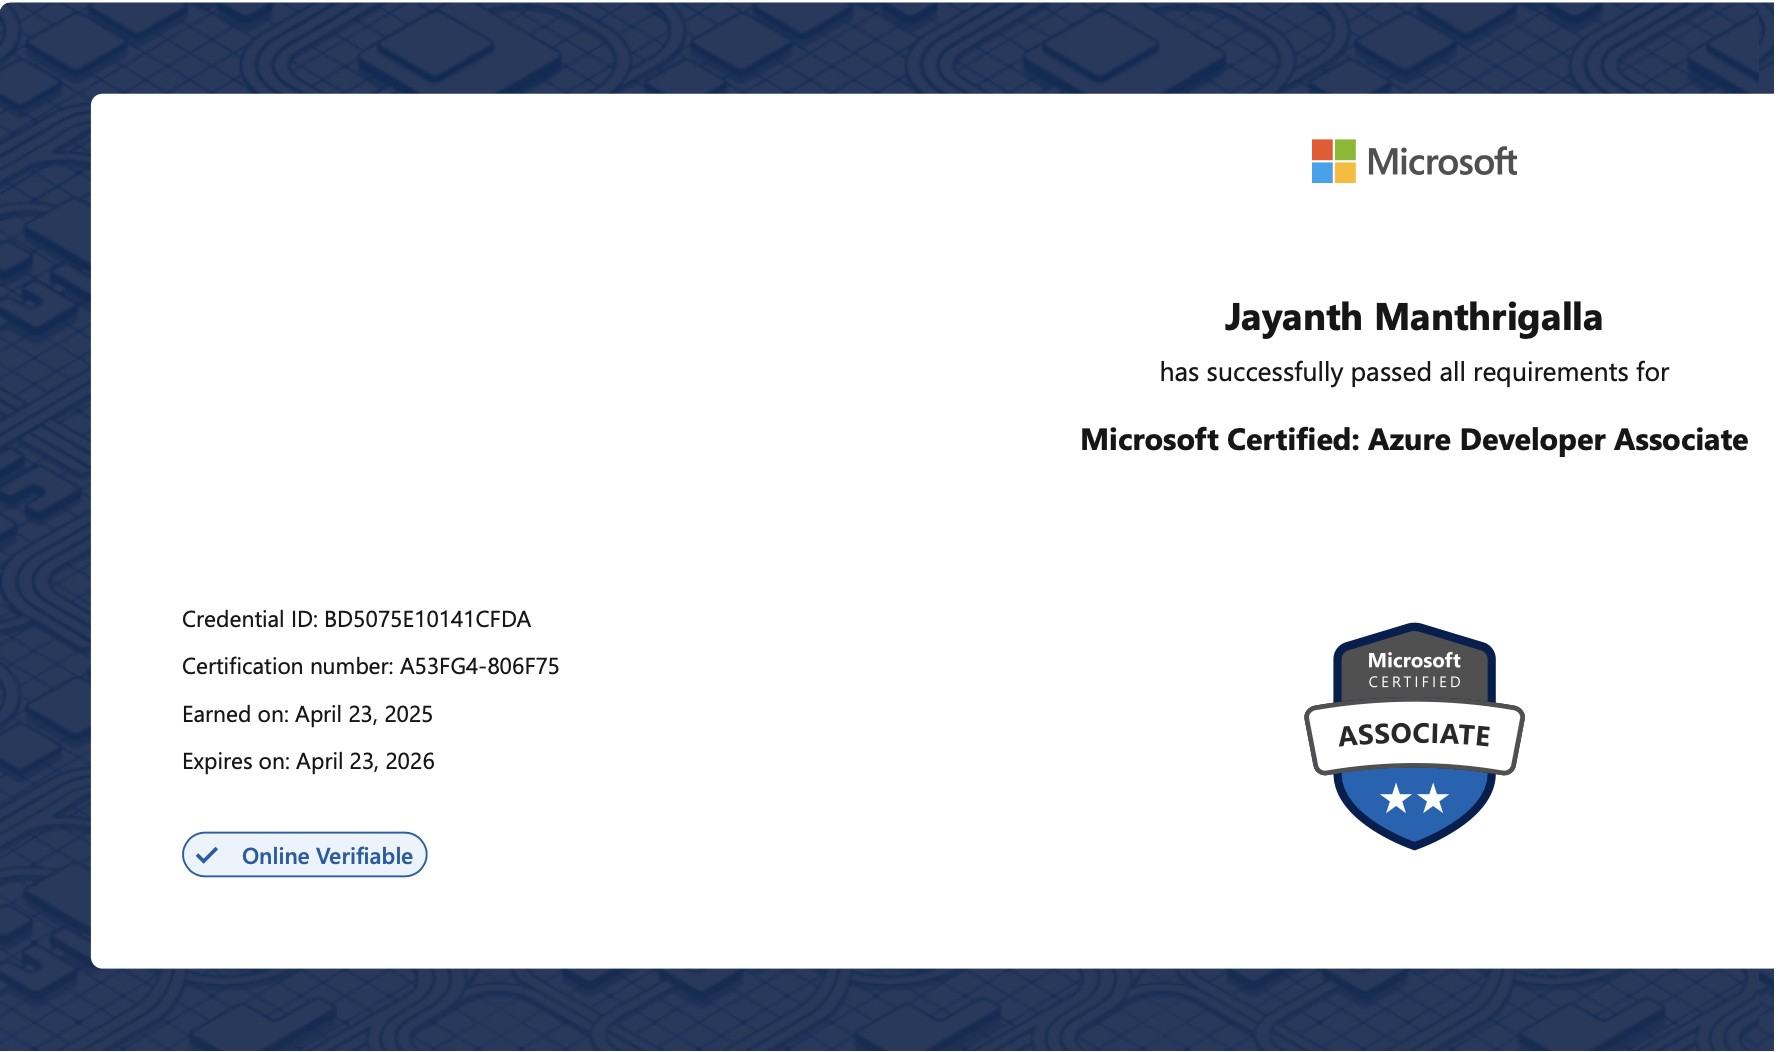 Microsoft
Jayanth Manthrigalla
has successfully passed all requirements for
Microsoft Certified: Azure Developer Associate
Credential ID: BD5075E10141CFDA
Certification number: A53FG4-806F75
Earned on: April 23, 2025
Expires on: April 23, 2026
Online Verifiable
Microsoft
CERTIFIED
ASSOCIATE